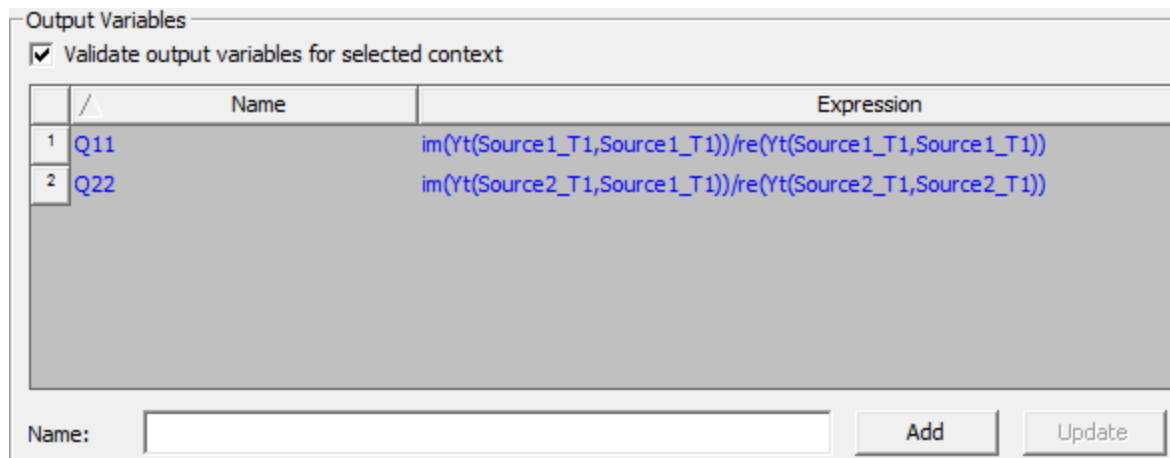 Output Variables
Validate output variables for selected context
/ Name Expression
1 Q11 im(Yt(Source1_T1,Source1_T1))/re(Yt(Source1_T1,Source1_T1))
2 Q22 im(Yt(Source2_T1,Source1_T1))/re(Yt(Source2_T1,Source2_T1))
Name: Add Update